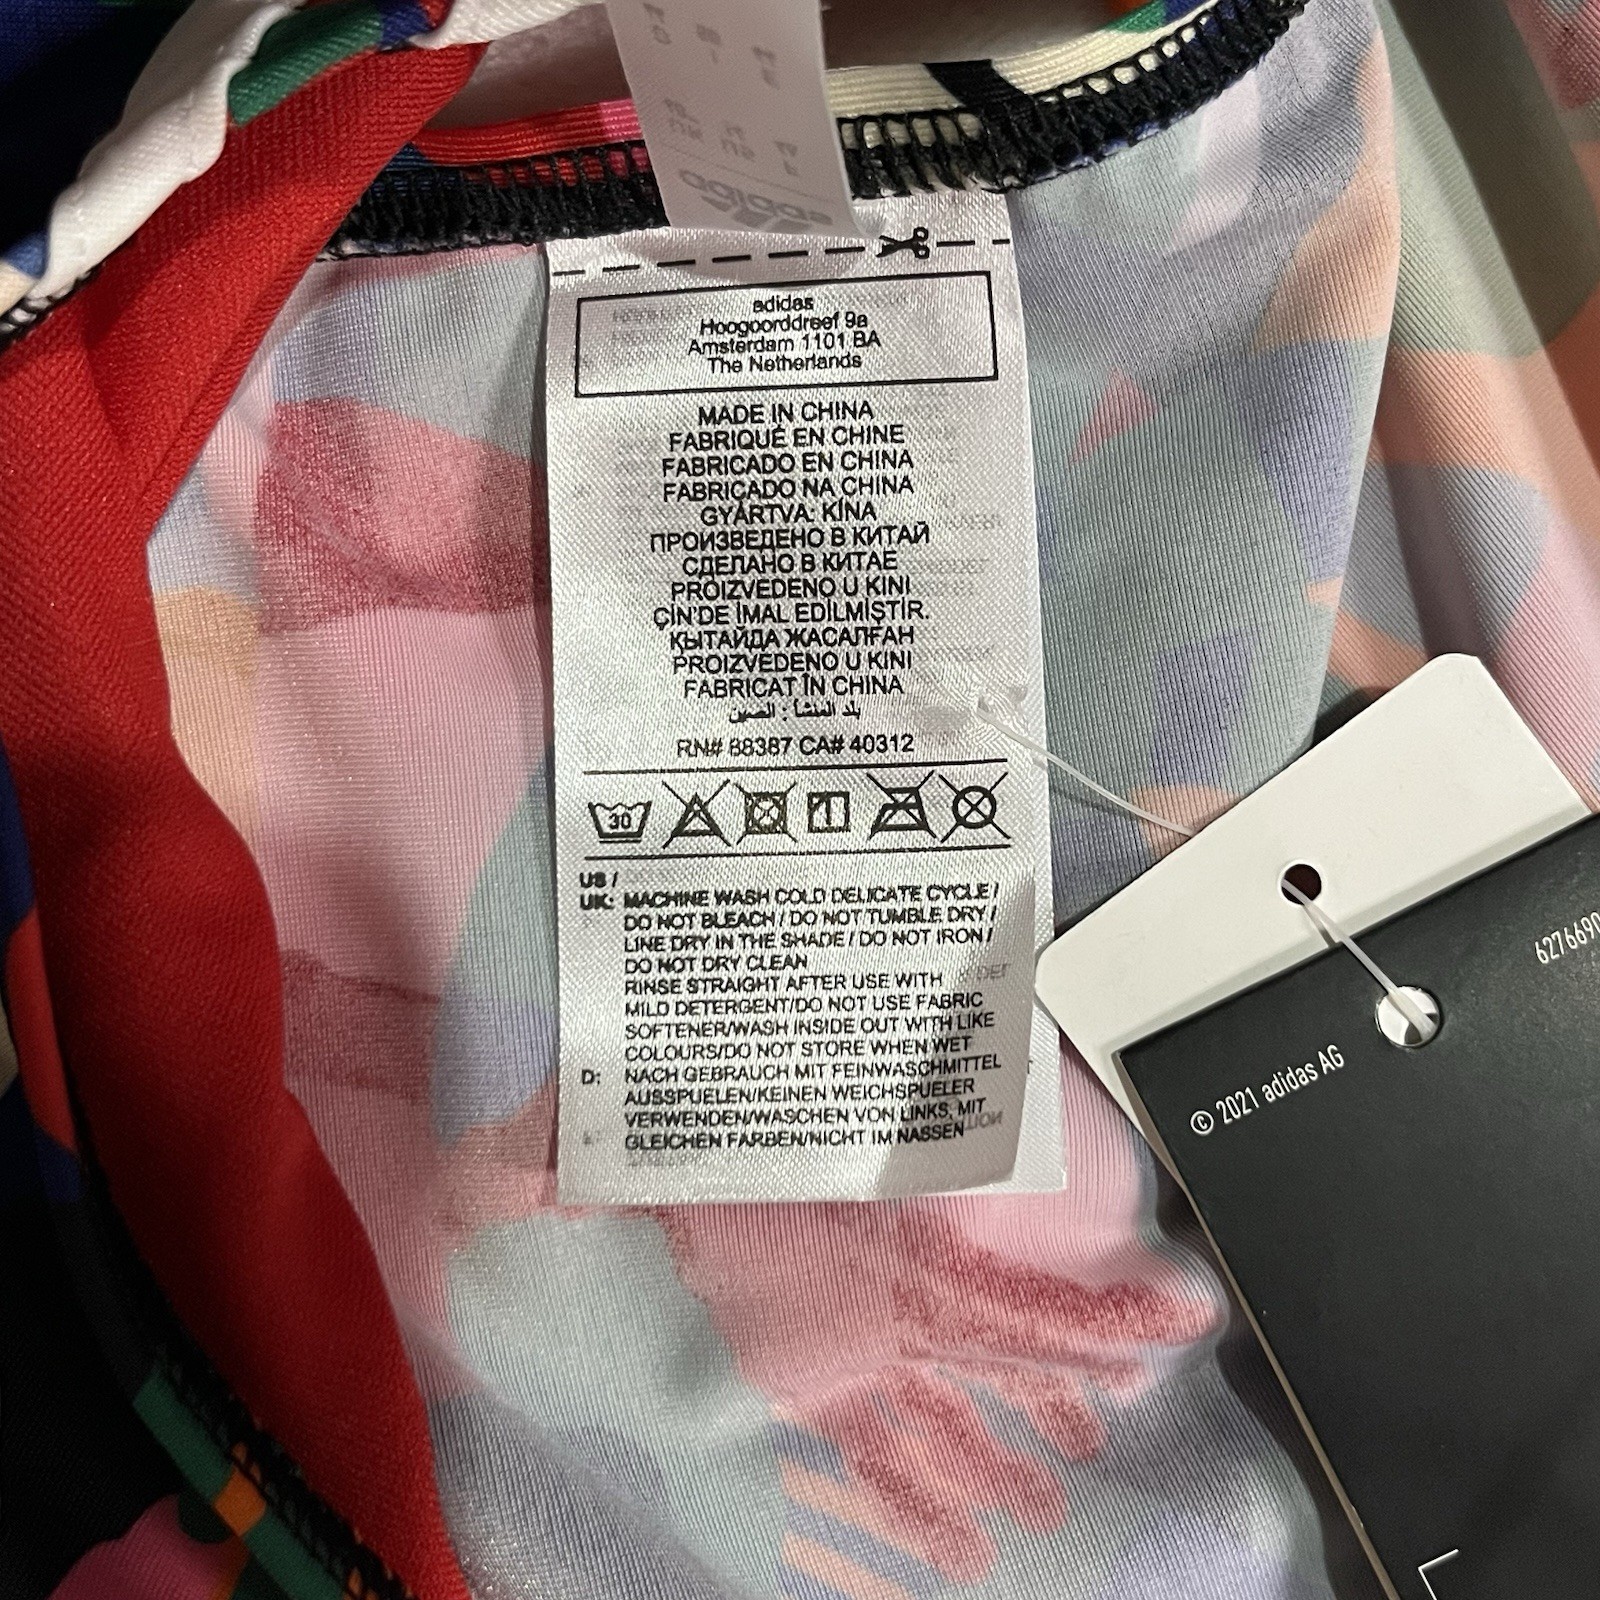 adidas
adidas
Hoogoorddreef 9a
Amsterdam 1101 BA
The Netherlands
MADE IN CHINA
FABRIQUÉ EN CHINE
FABRICADO EN CHINA
FABRICADO NA CHINA
GYÁRTVA: KÍNA
ПРОИЗВЕДЕНО В КИТАЙ
СДЕЛАНО В КИТАЕ
PROIZVEDENO U KINI
ÇİN'DE İMAL EDİLMİŞTİR.
ҚЫТАЙДА ЖАСАЛҒАН
PROIZVEDENO U KINI
FABRICAT ÎN CHINA
بلد المنشأ : الصين
RN# 88387 CA# 40312
30
US /
UK: MACHINE WASH COLD DELICATE CYCLE /
DO NOT BLEACH / DO NOT TUMBLE DRY /
LINE DRY IN THE SHADE / DO NOT IRON /
DO NOT DRY CLEAN
RINSE STRAIGHT AFTER USE WITH
MILD DETERGENT/DO NOT USE FABRIC
SOFTENER/WASH INSIDE OUT WITH LIKE
COLOURS/DO NOT STORE WHEN WET
D: NACH GEBRAUCH MIT FEINWASCHMITTEL
AUSSPUELEN/KEINEN WEICHSPUELER
VERWENDEN/WASCHEN VON LINKS, MIT
GLEICHEN FARBEN/NICHT IM NASSEN
6276690
© 2021 adidas AG